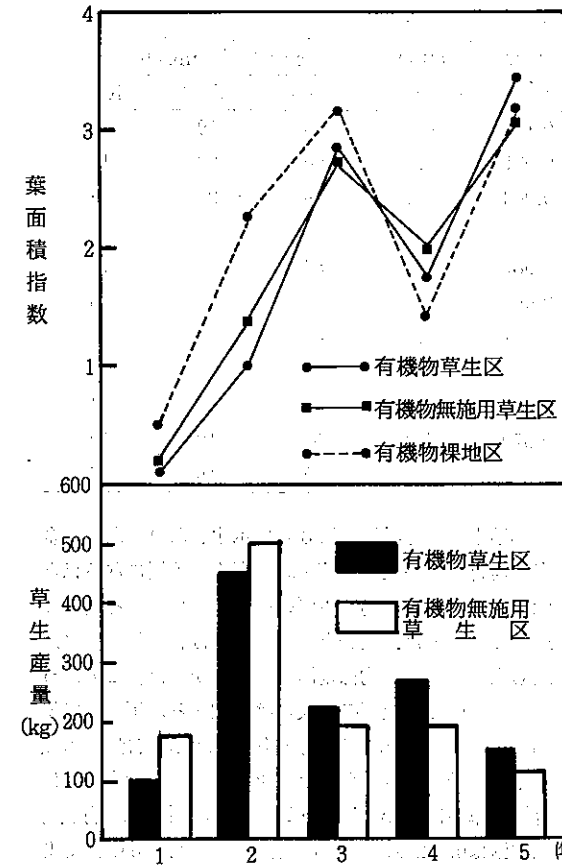 4
3
2
1
葉面積指数
有機物草生区
有機物無施用草生区
有機物裸地区
600
500
400
300
200
100
0
草生産量
(kg)
有機物草生区
有機物無施用
草生区
1 2 3 4 5